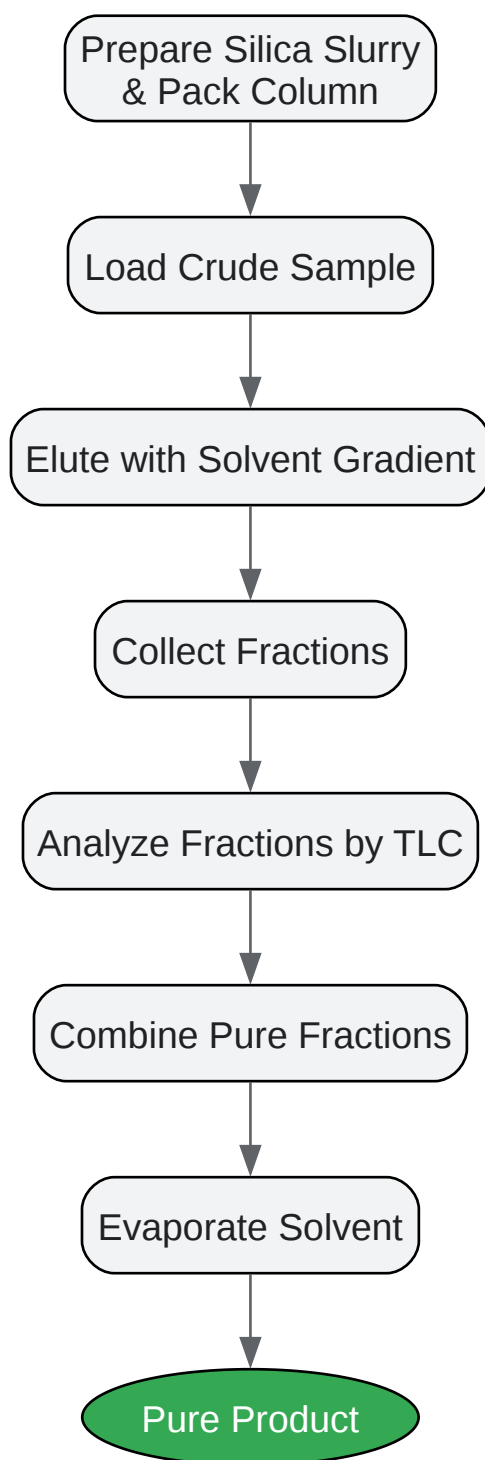 Prepare Silica Slurry
& Pack Column
Load Crude Sample
Elute with Solvent Gradient
Collect Fractions
Analyze Fractions by TLC
Combine Pure Fractions
Evaporate Solvent
Pure Product